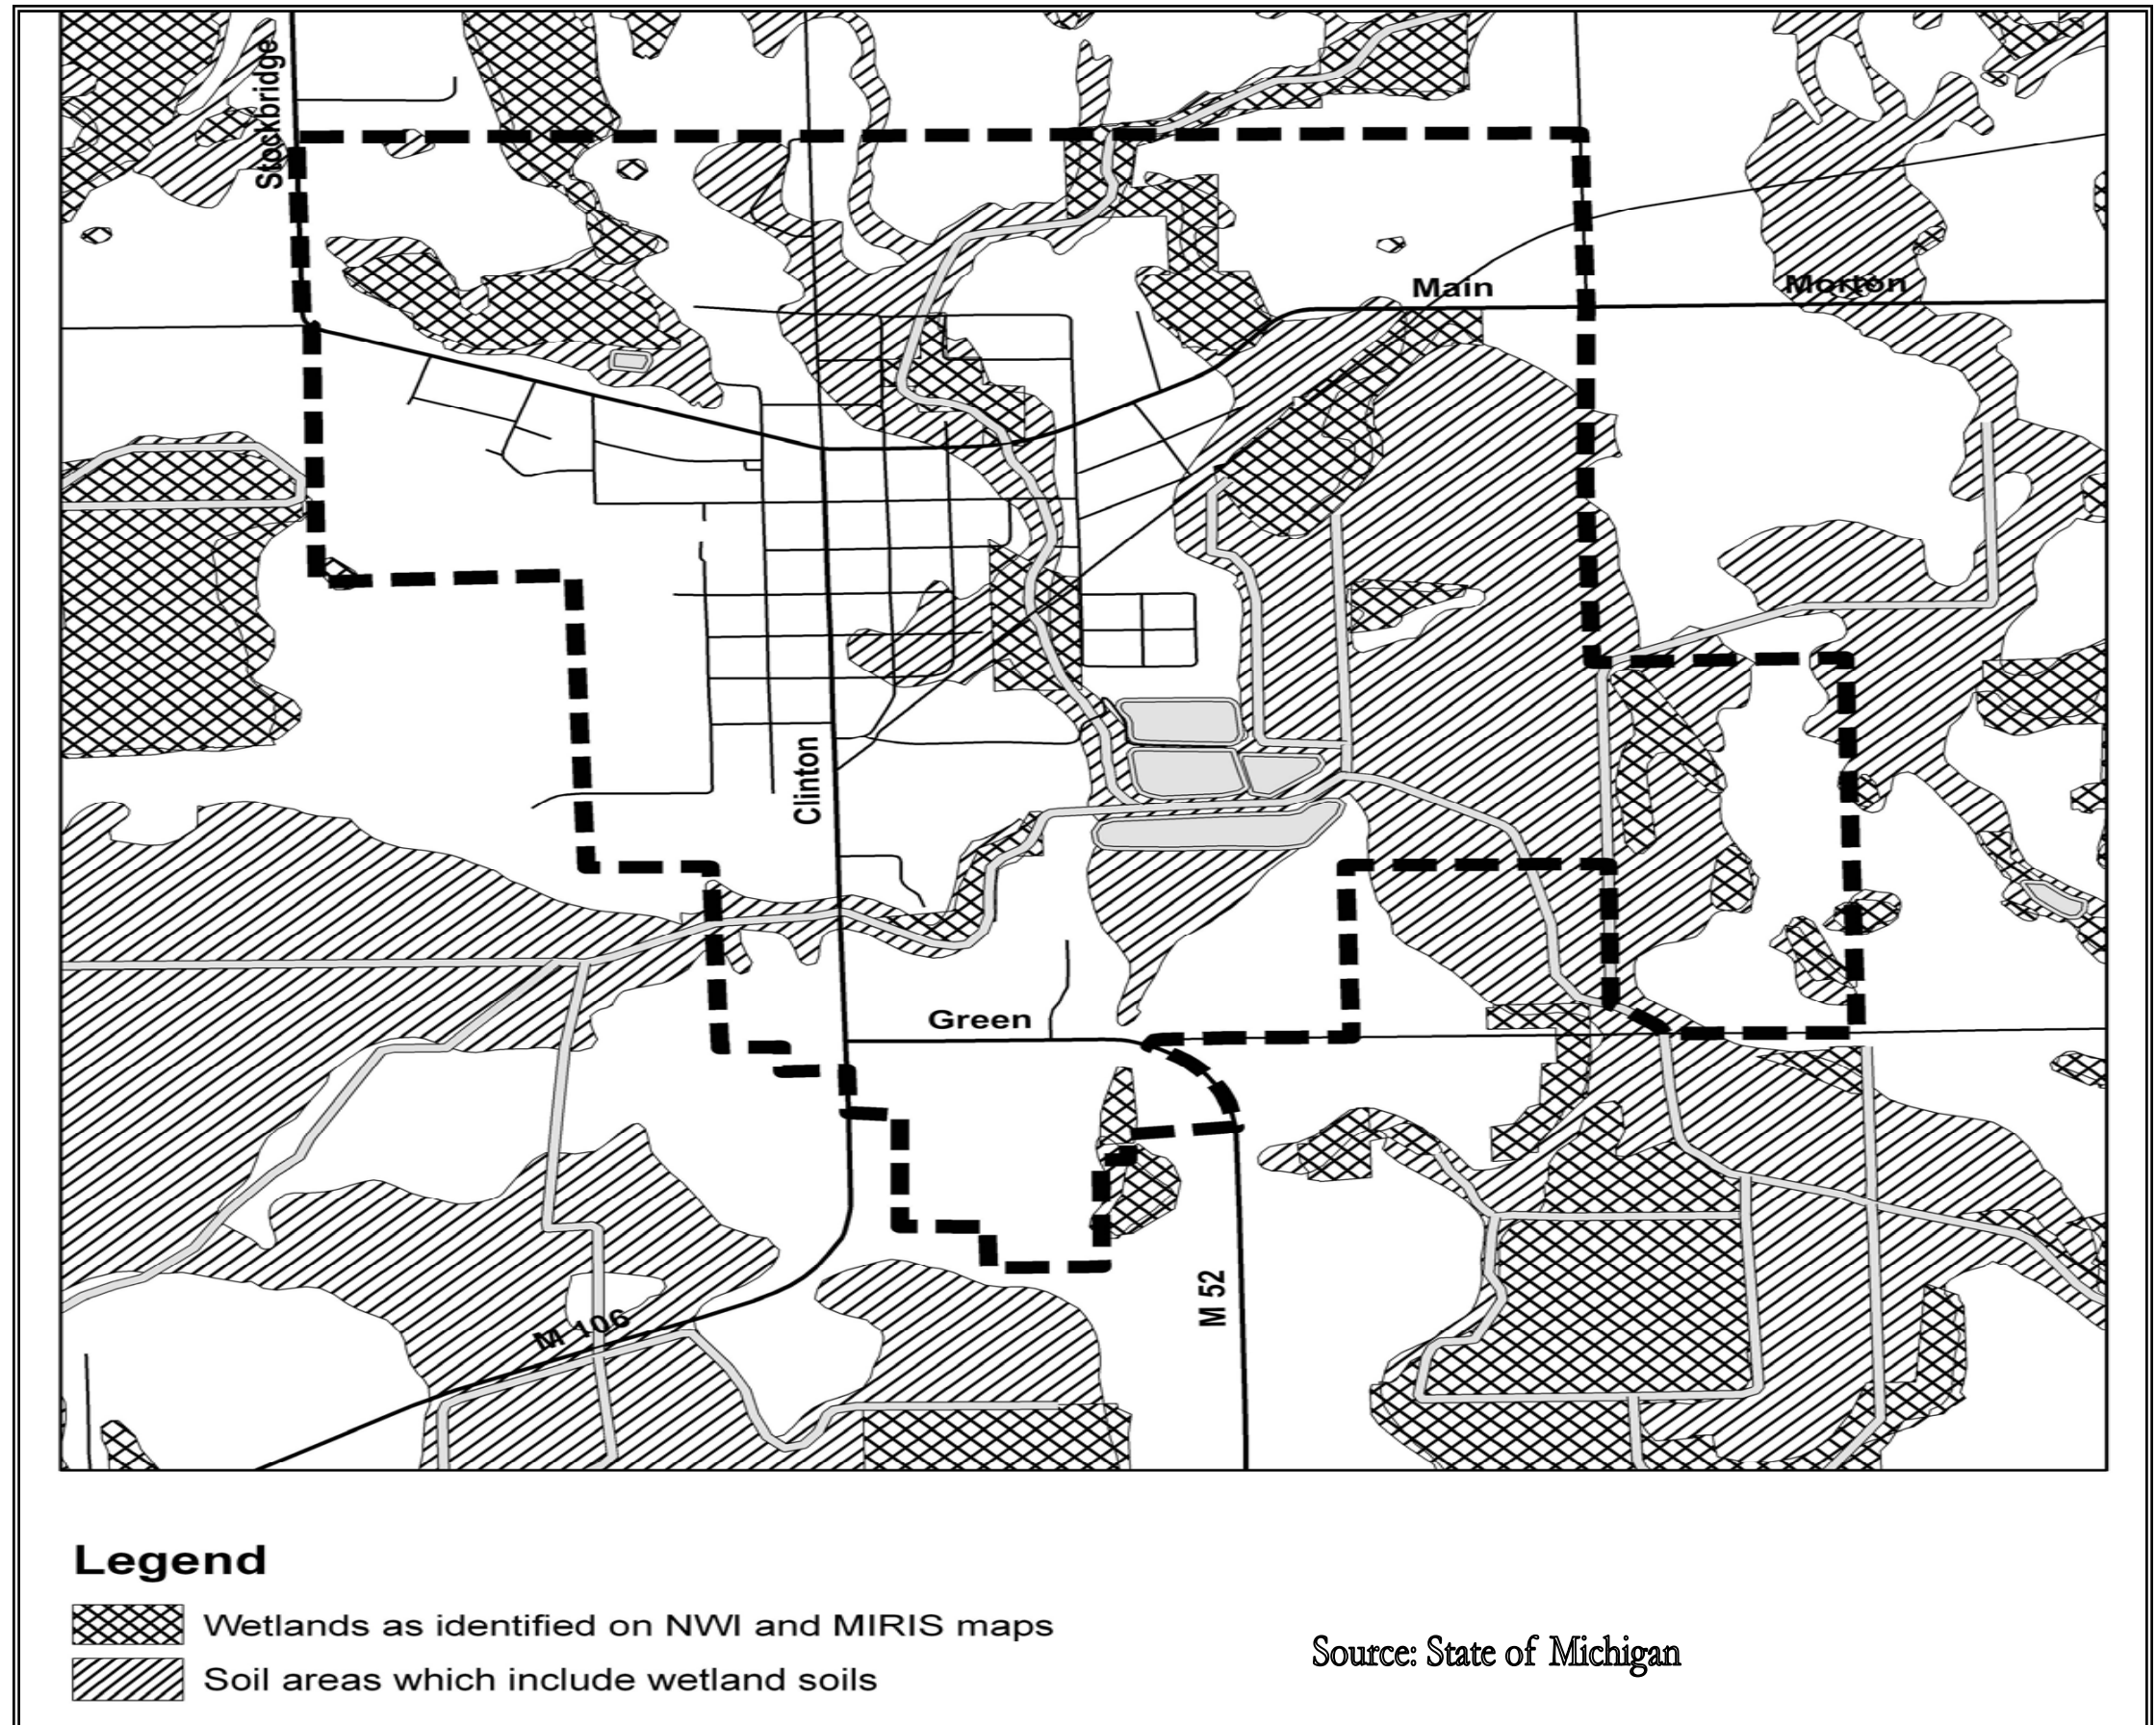 Stockbridge
Main
Morton
Clinton
Green
M 52
M 106
Legend
Wetlands as identified on NWI and MIRIS maps
Soil areas which include wetland soils
Source: State of Michigan